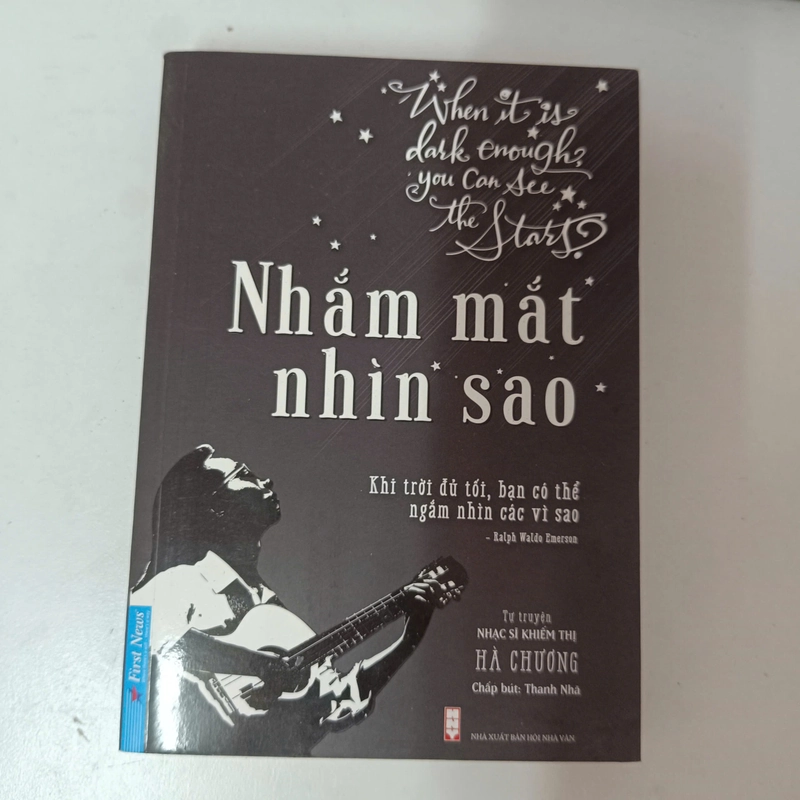 When it is
dark enough,
you can see
the Stars.
Nhắm mắt
nhìn sao
Khi trời đủ tối, bạn có thể
ngắm nhìn các vì sao
– Ralph Waldo Emerson
Tự truyện
NHẠC SĨ KHIẾM THỊ
HÀ CHƯƠNG
Chấp bút: Thanh Nhã
First News
NHÀ XUẤT BẢN HỘI NHÀ VĂN